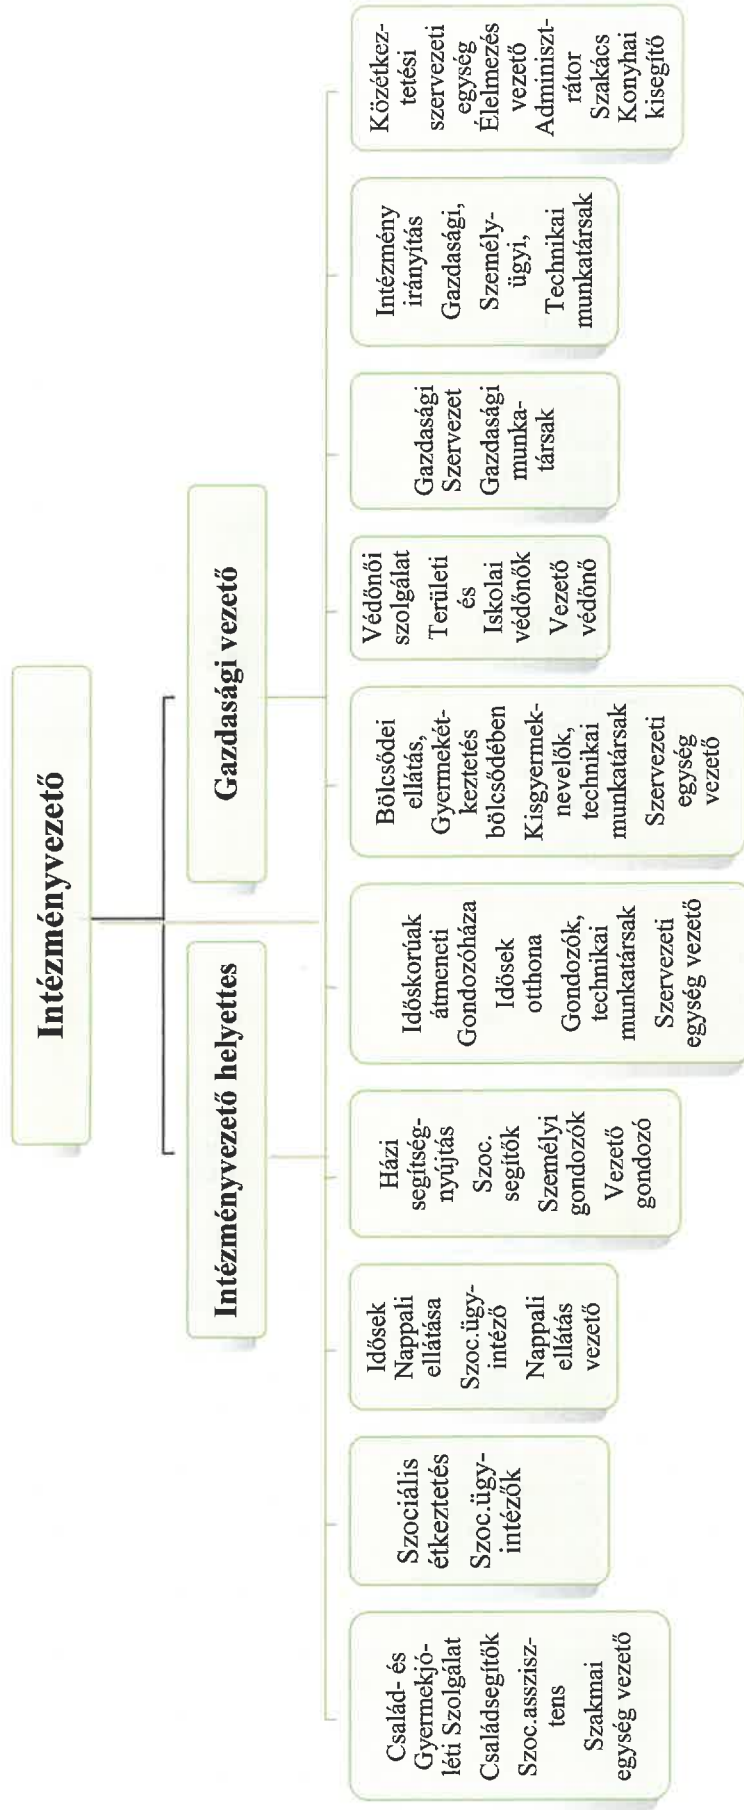 Intézményvezető
Intézményvezető helyettes
Gazdasági vezető
Család- és
Gyermekjó-
léti Szolgálat
Családsegítők
Szoc.asszisz-
tens
Szakmai
egység vezető
Szociális
étkeztetés
Szoc.ügy-
intézők
Idősek
Nappali
ellátása
Szoc.ügy-
intéző
Nappali
ellátás
vezető
Házi
segítség-
nyújtás
Szoc.
segítők
Személyi
gondozók
Vezető
gondozó
Időskorúak
átmeneti
Gondozóháza
Idősek
otthona
Gondozók,
technikai
munkatársak
Szervezeti
egység vezető
Bölcsődei
ellátás,
Gyermekét-
keztetés
bölcsődében
Kisgyermek-
nevelők,
technikai
munkatársak
Szervezeti
egység
vezető
Védőnői
szolgálat
Területi
és
Iskolai
védőnők
Vezető
védőnő
Gazdasági
Szervezet
Gazdasági
munka-
társak
Intézmény
irányítás
Gazdasági,
Személy-
ügyi,
Technikai
munkatársak
Közétkez-
tetési
szervezeti
egység
Élelmezés
vezető
Adminiszt-
rátor
Szakács
Konyhai
kisegítő